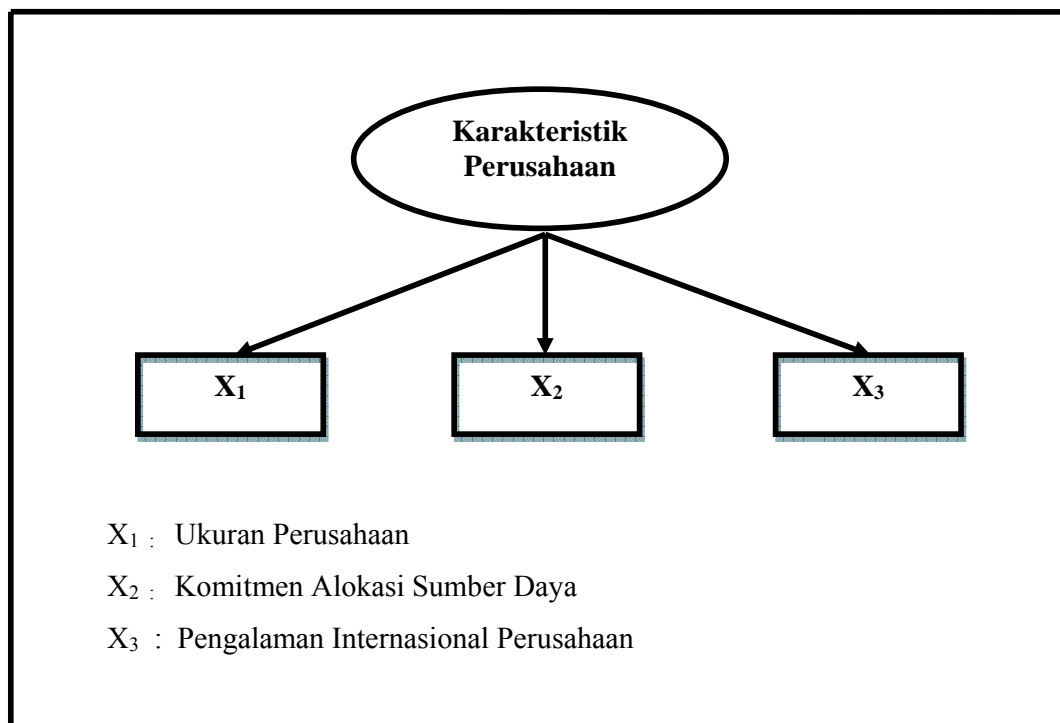 Karakteristik
Perusahaan
X₁
X₂
X₃
X₁ : Ukuran Perusahaan
X₂ : Komitmen Alokasi Sumber Daya
X₃ : Pengalaman Internasional Perusahaan